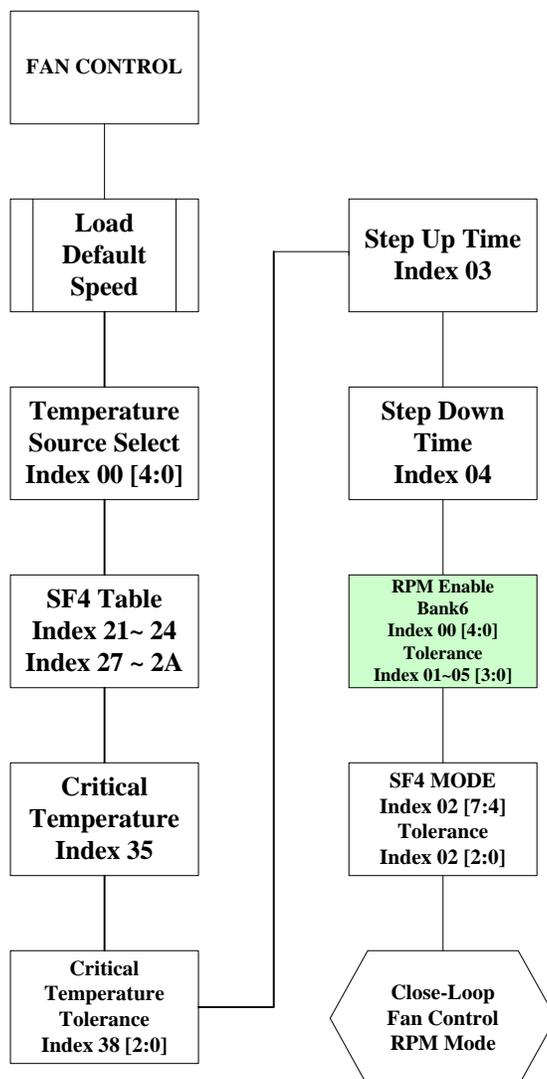 FAN CONTROL
Load
Default
Speed
Temperature
Source Select
Index 00 [4:0]
SF4 Table
Index 21~ 24
Index 27 ~ 2A
Critical
Temperature
Index 35
Critical
Temperature
Tolerance
Index 38 [2:0]
Step Up Time
Index 03
Step Down
Time
Index 04
RPM Enable
Bank6
Index 00 [4:0]
Tolerance
Index 01~05 [3:0]
SF4 MODE
Index 02 [7:4]
Tolerance
Index 02 [2:0]
Close-Loop
Fan Control
RPM Mode